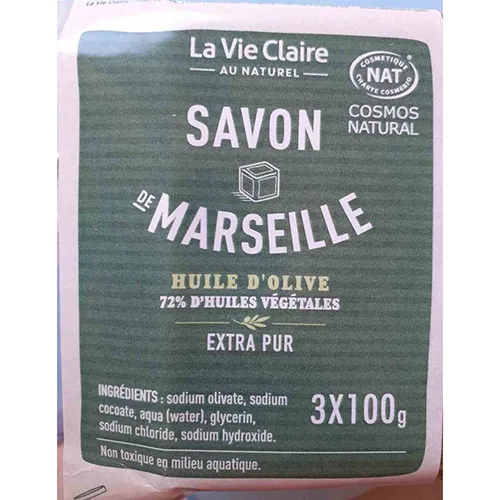 La Vie Claire
AU NATUREL
COSMETIQUE
NAT
CHARTE COSMEBIO
COSMOS
NATURAL
SAVON
DE
MARSEILLE
HUILE D'OLIVE
72% D'HUILES VÉGÉTALES
EXTRA PUR
INGRÉDIENTS : sodium olivate, sodium
cocoate, aqua (water), glycerin,
sodium chloride, sodium hydroxide.
3X100g
Non toxique en milieu aquatique.